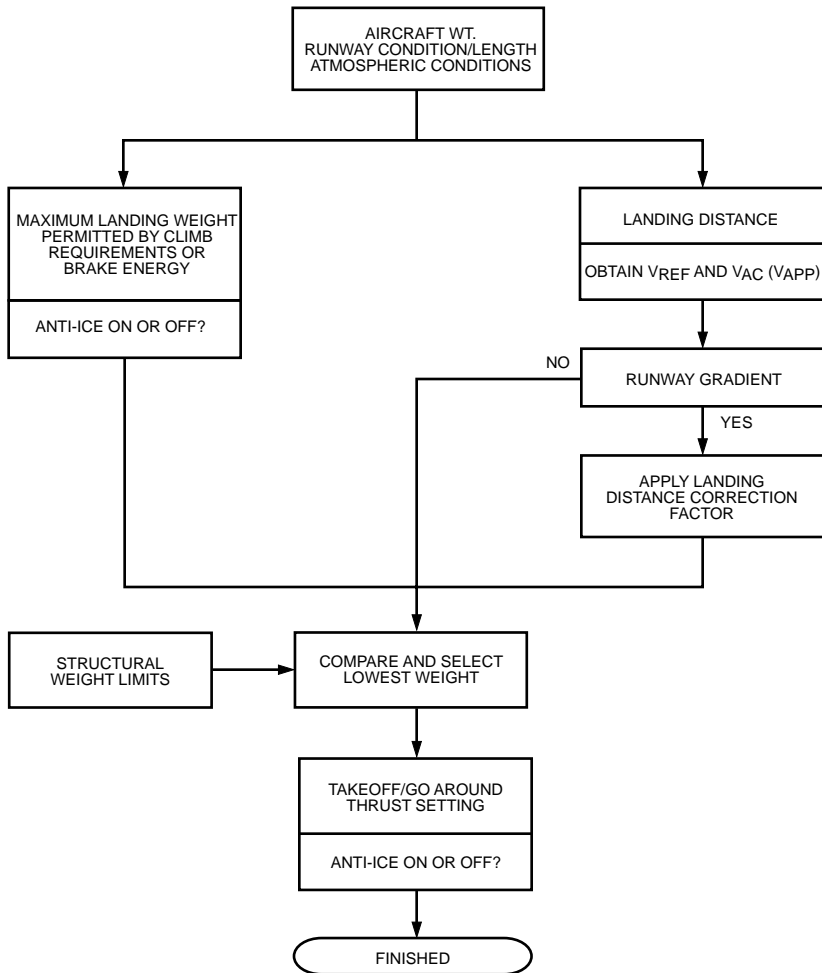 AIRCRAFT WT.
RUNWAY CONDITION/LENGTH
ATMOSPHERIC CONDITIONS
MAXIMUM LANDING WEIGHT
PERMITTED BY CLIMB
REQUIREMENTS OR
BRAKE ENERGY
ANTI-ICE ON OR OFF?
LANDING DISTANCE
OBTAIN VREF AND VAC (VAPP)
NO
RUNWAY GRADIENT
YES
APPLY LANDING
DISTANCE CORRECTION
FACTOR
STRUCTURAL
WEIGHT LIMITS
COMPARE AND SELECT
LOWEST WEIGHT
TAKEOFF/GO AROUND
THRUST SETTING
ANTI-ICE ON OR OFF?
FINISHED